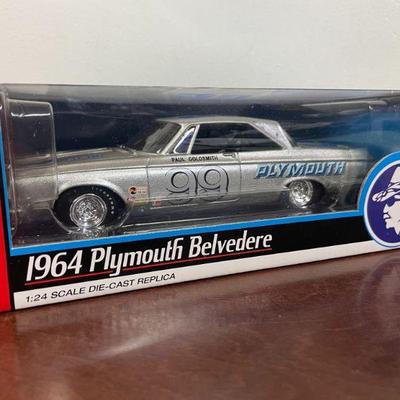 PAUL GOLDSMITH
99
PLYMOUTH
1964 Plymouth Belvedere
1:24 SCALE DIE-CAST REPLICA